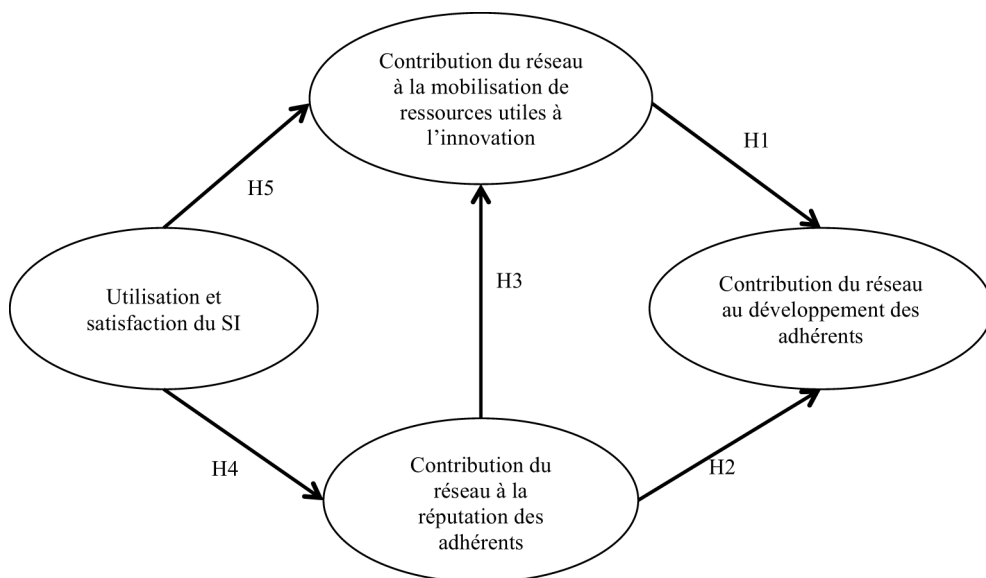 Contribution du réseau
à la mobilisation de
ressources utiles à
l’innovation
H1
H5
Utilisation et
satisfaction du SI
H3
Contribution du réseau
au développement des
adhérents
H4
Contribution du
réseau à la
réputation des
adhérents
H2